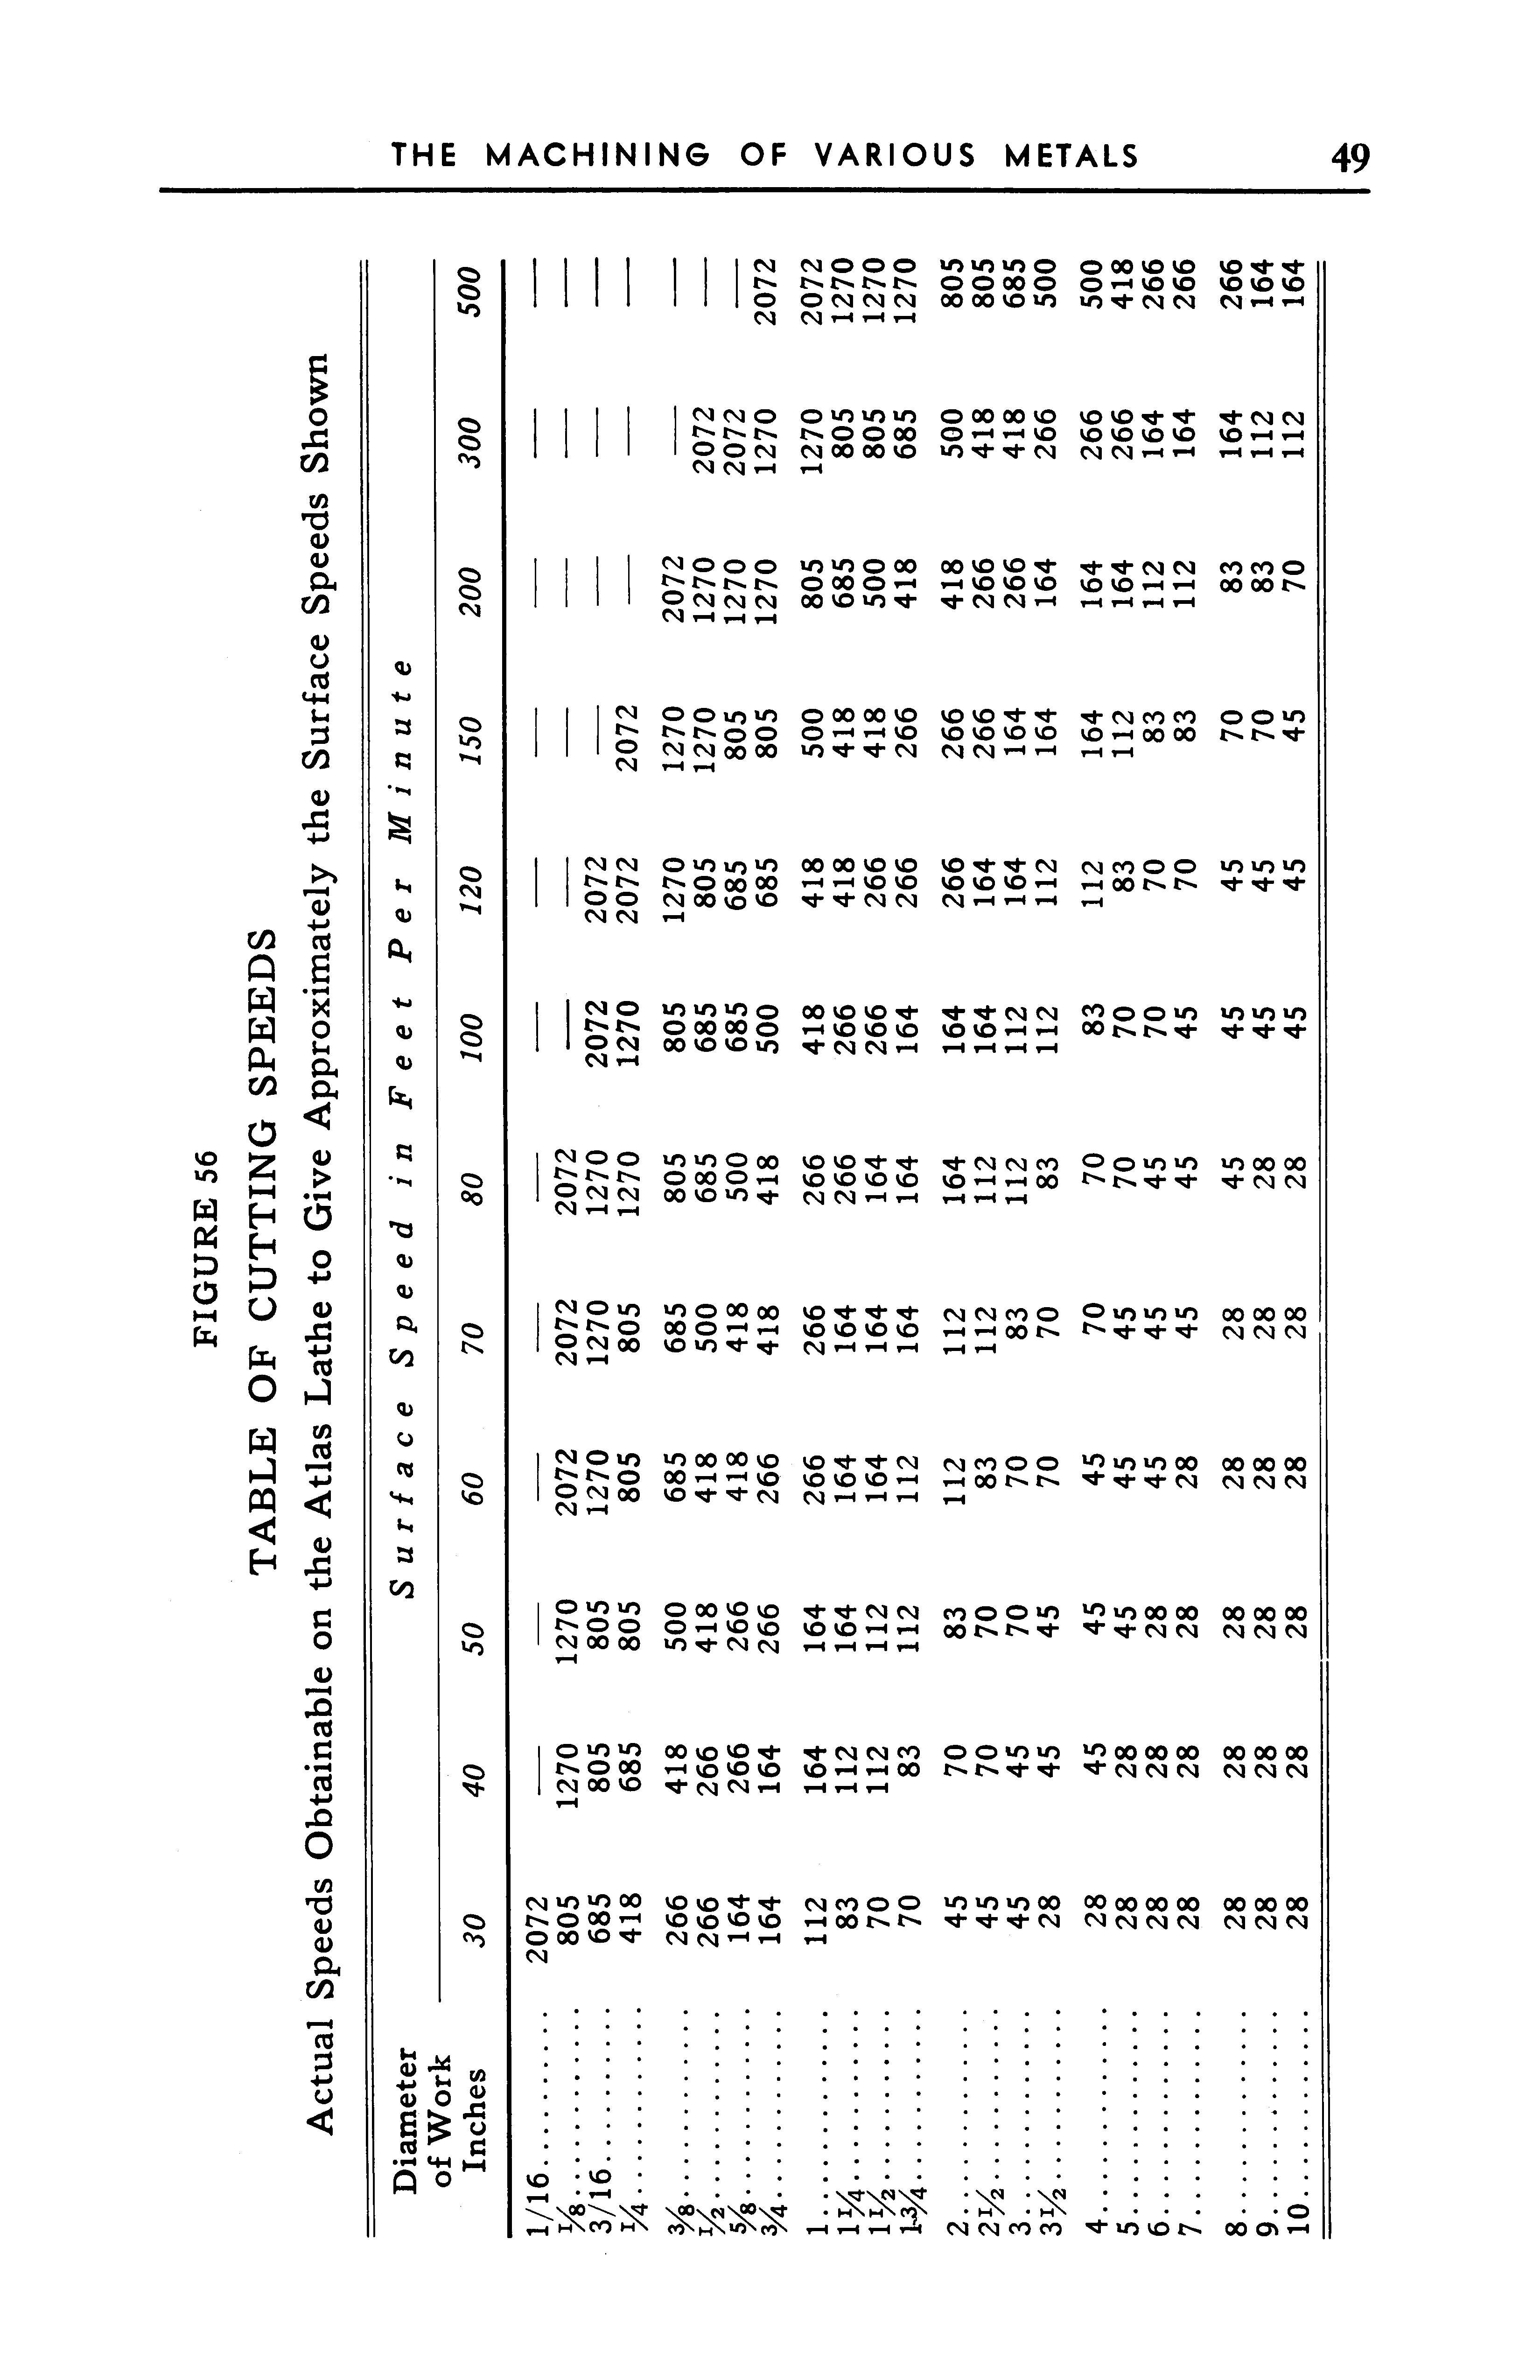 THE MACHINING OF VARIOUS METALS 49
FIGURE 56
TABLE OF CUTTING SPEEDS
Actual Speeds Obtainable on the Atlas Lathe to Give Approximately the Surface Speeds Shown
Diameter of Work Inches
Surface Speed in Feet Per Minute
30 40 50 60 70 80 100 120 150 200 300 500
1/16.......... 2072 — — — — — — — — — — —
1/8.......... 805 1270 1270 2072 2072 2072 — — — — — —
3/16.......... 685 805 805 1270 1270 1270 2072 2072 — — — —
1/4.......... 418 685 805 805 805 1270 1270 2072 2072 — — —
3/8.......... 266 418 500 685 685 805 805 1270 1270 2072 — —
1/2.......... 266 266 418 418 500 685 685 805 1270 1270 2072 —
5/8.......... 164 266 266 418 418 500 685 685 805 1270 2072 —
3/4.......... 164 164 266 266 418 418 500 685 805 1270 1270 2072
1.......... 112 164 164 266 266 266 418 418 500 805 1270 2072
1 1/4.......... 83 112 164 164 164 266 266 418 418 685 805 1270
1 1/2.......... 70 112 112 164 164 164 266 266 418 500 805 1270
1 3/4.......... 70 83 112 112 164 164 164 266 266 418 685 1270
2.......... 45 70 83 112 112 164 164 266 266 418 500 805
2 1/2.......... 45 70 70 83 112 112 164 164 266 266 418 805
3.......... 45 45 70 70 83 112 112 164 164 266 418 685
3 1/2.......... 28 45 45 70 70 83 112 112 164 164 266 500
4.......... 28 45 45 45 70 70 83 112 164 164 266 500
5.......... 28 28 45 45 45 70 70 83 112 164 266 418
6.......... 28 28 28 45 45 45 70 70 83 112 164 266
7.......... 28 28 28 28 45 45 45 70 83 112 164 266
8.......... 28 28 28 28 28 45 45 45 70 83 164 266
9.......... 28 28 28 28 28 28 45 45 70 83 112 164
10.......... 28 28 28 28 28 28 45 45 45 70 112 164